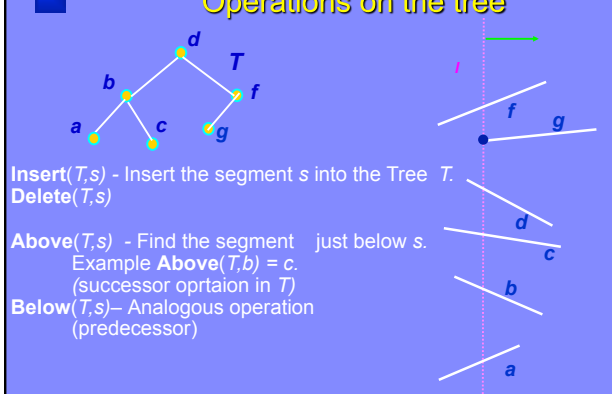 Operations on the tree
d
T
b
f
a
c
g
Insert(T,s) - Insert the segment s into the Tree T.
Delete(T,s)
Above(T,s) - Find the segment just below s.
Example Above(T,b) = c.
(successor oprtaion in T)
Below(T,s)– Analogous operation
(predecessor)
l
f
g
d
c
b
a